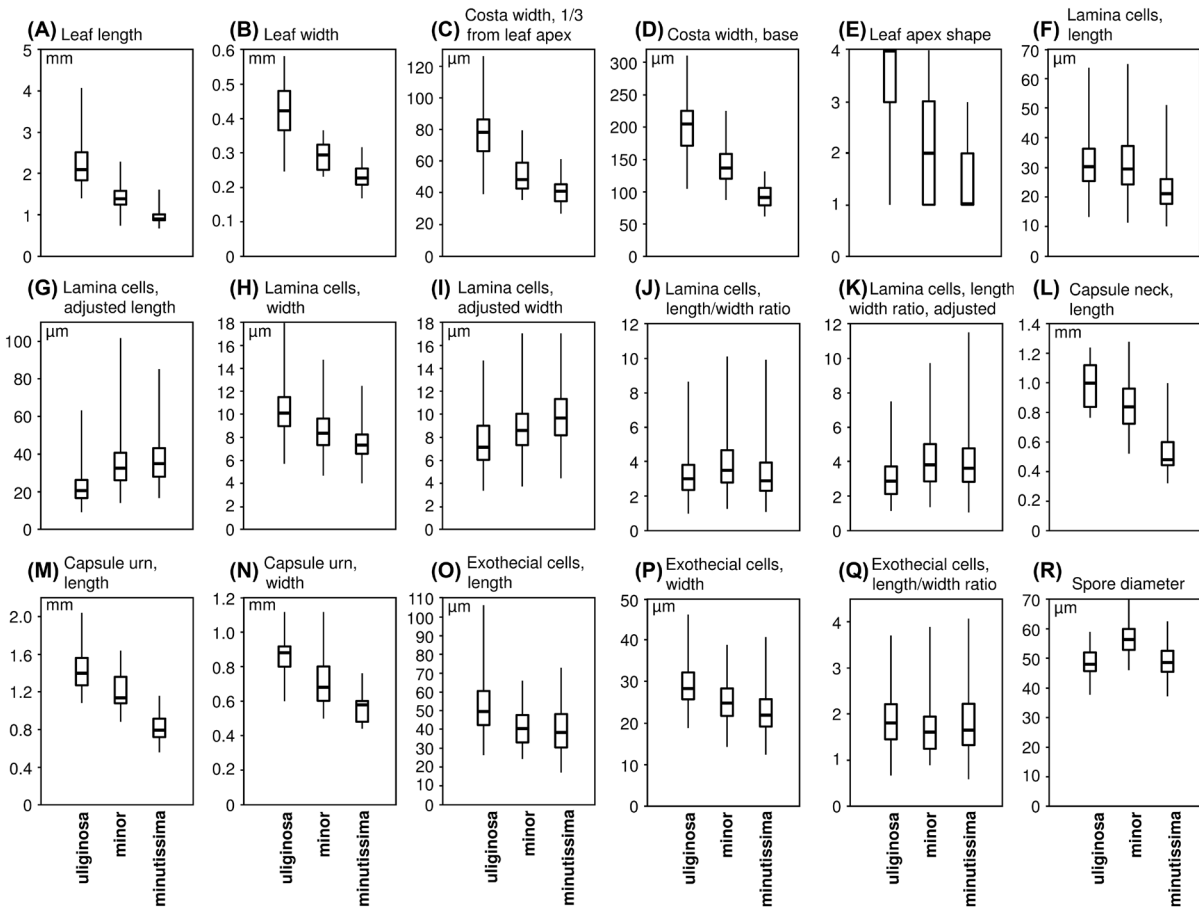 (A) Leaf length
mm
5
4
3
2
1
0
(B) Leaf width
mm
0.6
0.5
0.4
0.3
0.2
0.1
0
(C) Costa width, 1/3
from leaf apex
µm
120
100
80
60
40
20
0
(D) Costa width, base
µm
300
250
200
150
100
50
0
(E) Leaf apex shape
4
3
2
1
0
(F) Lamina cells,
length
µm
70
60
50
40
30
20
10
0
(G) Lamina cells,
adjusted length
µm
100
80
60
40
20
0
(H) Lamina cells,
width
µm
18
16
14
12
10
8
6
4
2
0
(I) Lamina cells,
adjusted width
µm
18
16
14
12
10
8
6
4
2
0
(J) Lamina cells,
length/width ratio
12
10
8
6
4
2
0
(K) Lamina cells, length
width ratio, adjusted
12
10
8
6
4
2
0
(L) Capsule neck,
length
mm
1.4
1.2
1.0
0.8
0.6
0.4
0.2
0
(M) Capsule urn,
length
mm
2.0
1.6
1.2
0.8
0.4
0
uliginosa
minor
minutissima
(N) Capsule urn,
width
mm
1.2
1.0
0.8
0.6
0.4
0.2
0
uliginosa
minor
minutissima
(O) Exothecial cells,
length
µm
110
100
90
80
70
60
50
40
30
20
10
0
uliginosa
minor
minutissima
(P) Exothecial cells,
width
µm
50
40
30
20
10
0
uliginosa
minor
minutissima
(Q) Exothecial cells,
length/width ratio
4
3
2
1
0
uliginosa
minor
minutissima
(R) Spore diameter
µm
70
60
50
40
30
20
10
0
uliginosa
minor
minutissima